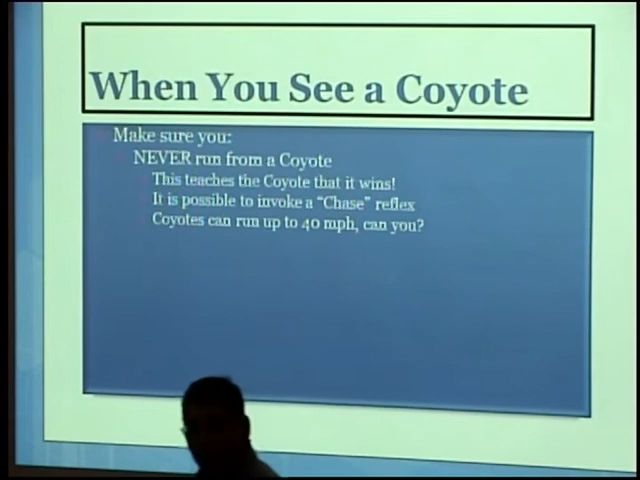 When You See a Coyote
Make sure you:
NEVER run from a Coyote
This teaches the Coyote that it wins!
It is possible to invoke a “Chase” reflex
Coyotes can run up to 40 mph, can you?